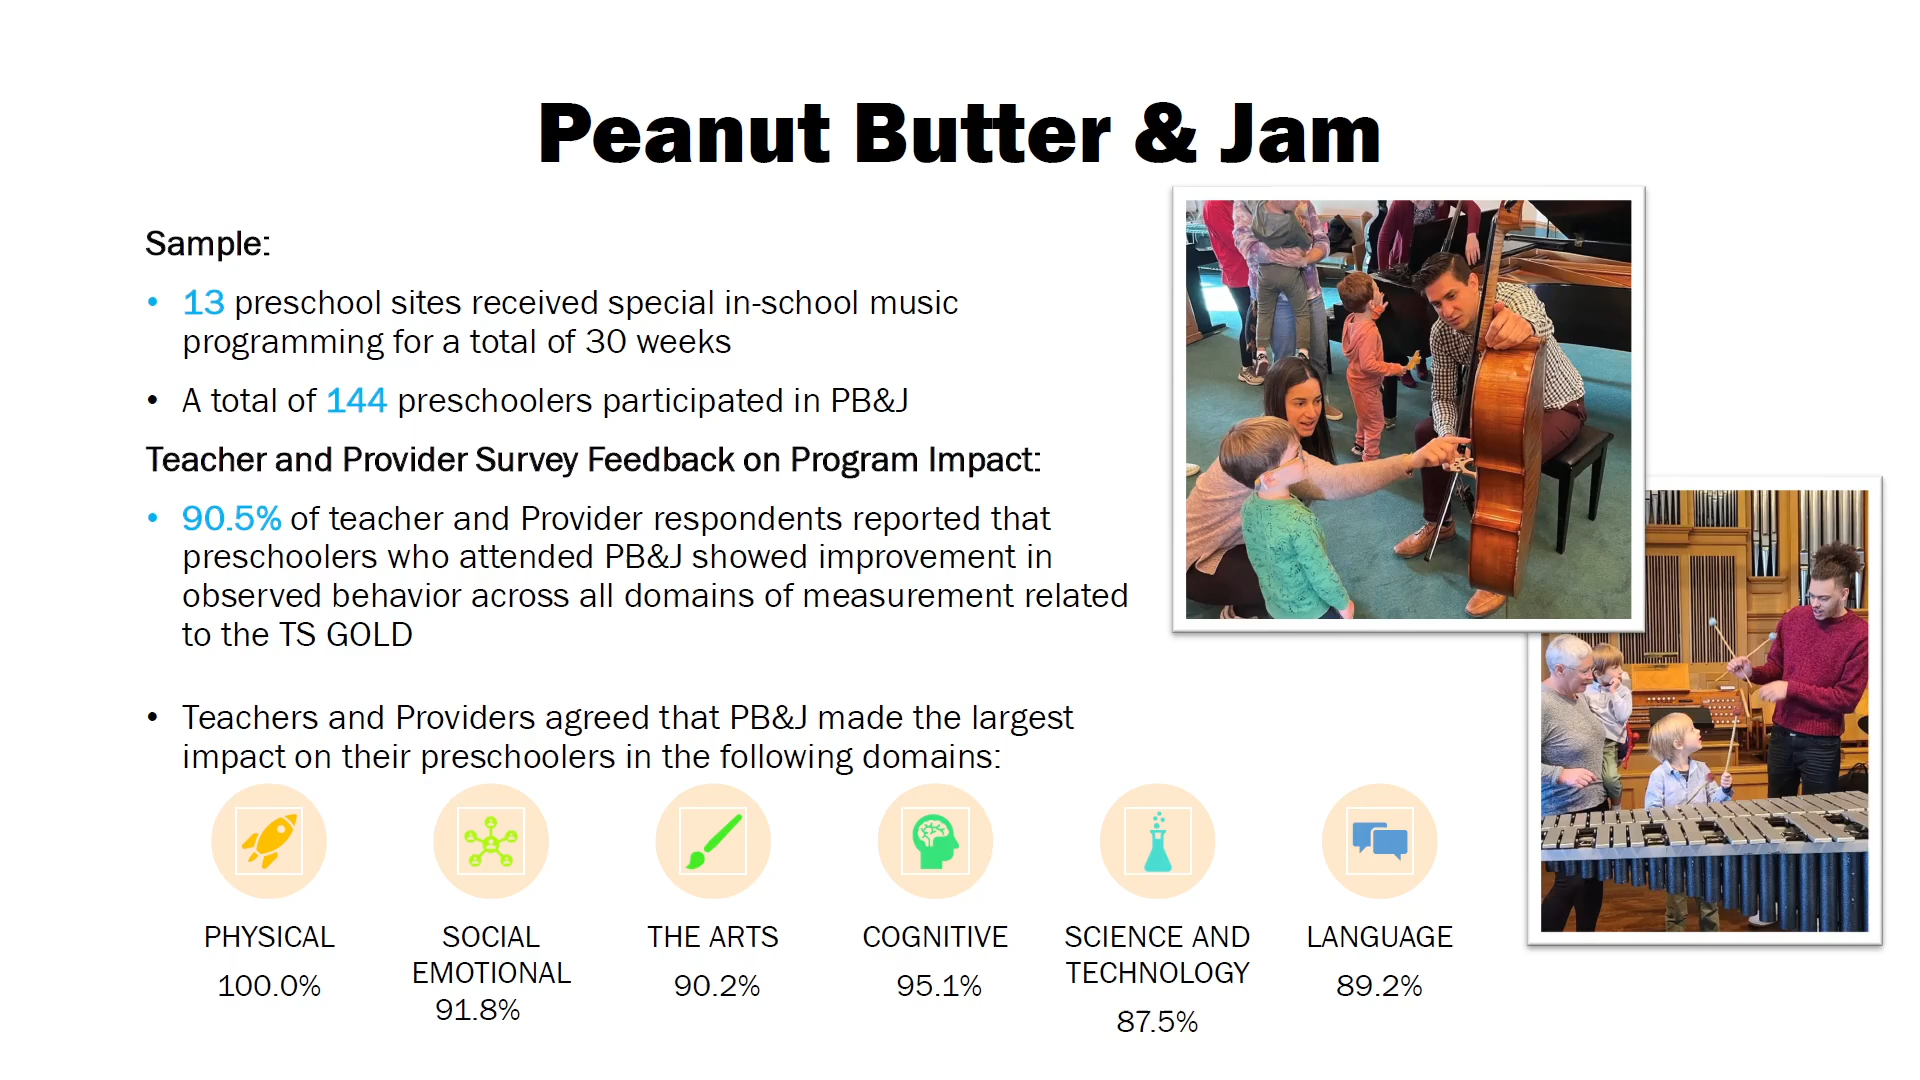 Peanut Butter & Jam
Sample:
• 13 preschool sites received special in-school music
programming for a total of 30 weeks
• A total of 144 preschoolers participated in PB&J
Teacher and Provider Survey Feedback on Program Impact:
• 90.5% of teacher and Provider respondents reported that
preschoolers who attended PB&J showed improvement in
observed behavior across all domains of measurement related
to the TS GOLD
• Teachers and Providers agreed that PB&J made the largest
impact on their preschoolers in the following domains:
PHYSICAL
100.0%
SOCIAL
EMOTIONAL
91.8%
THE ARTS
90.2%
COGNITIVE
95.1%
SCIENCE AND
TECHNOLOGY
87.5%
LANGUAGE
89.2%